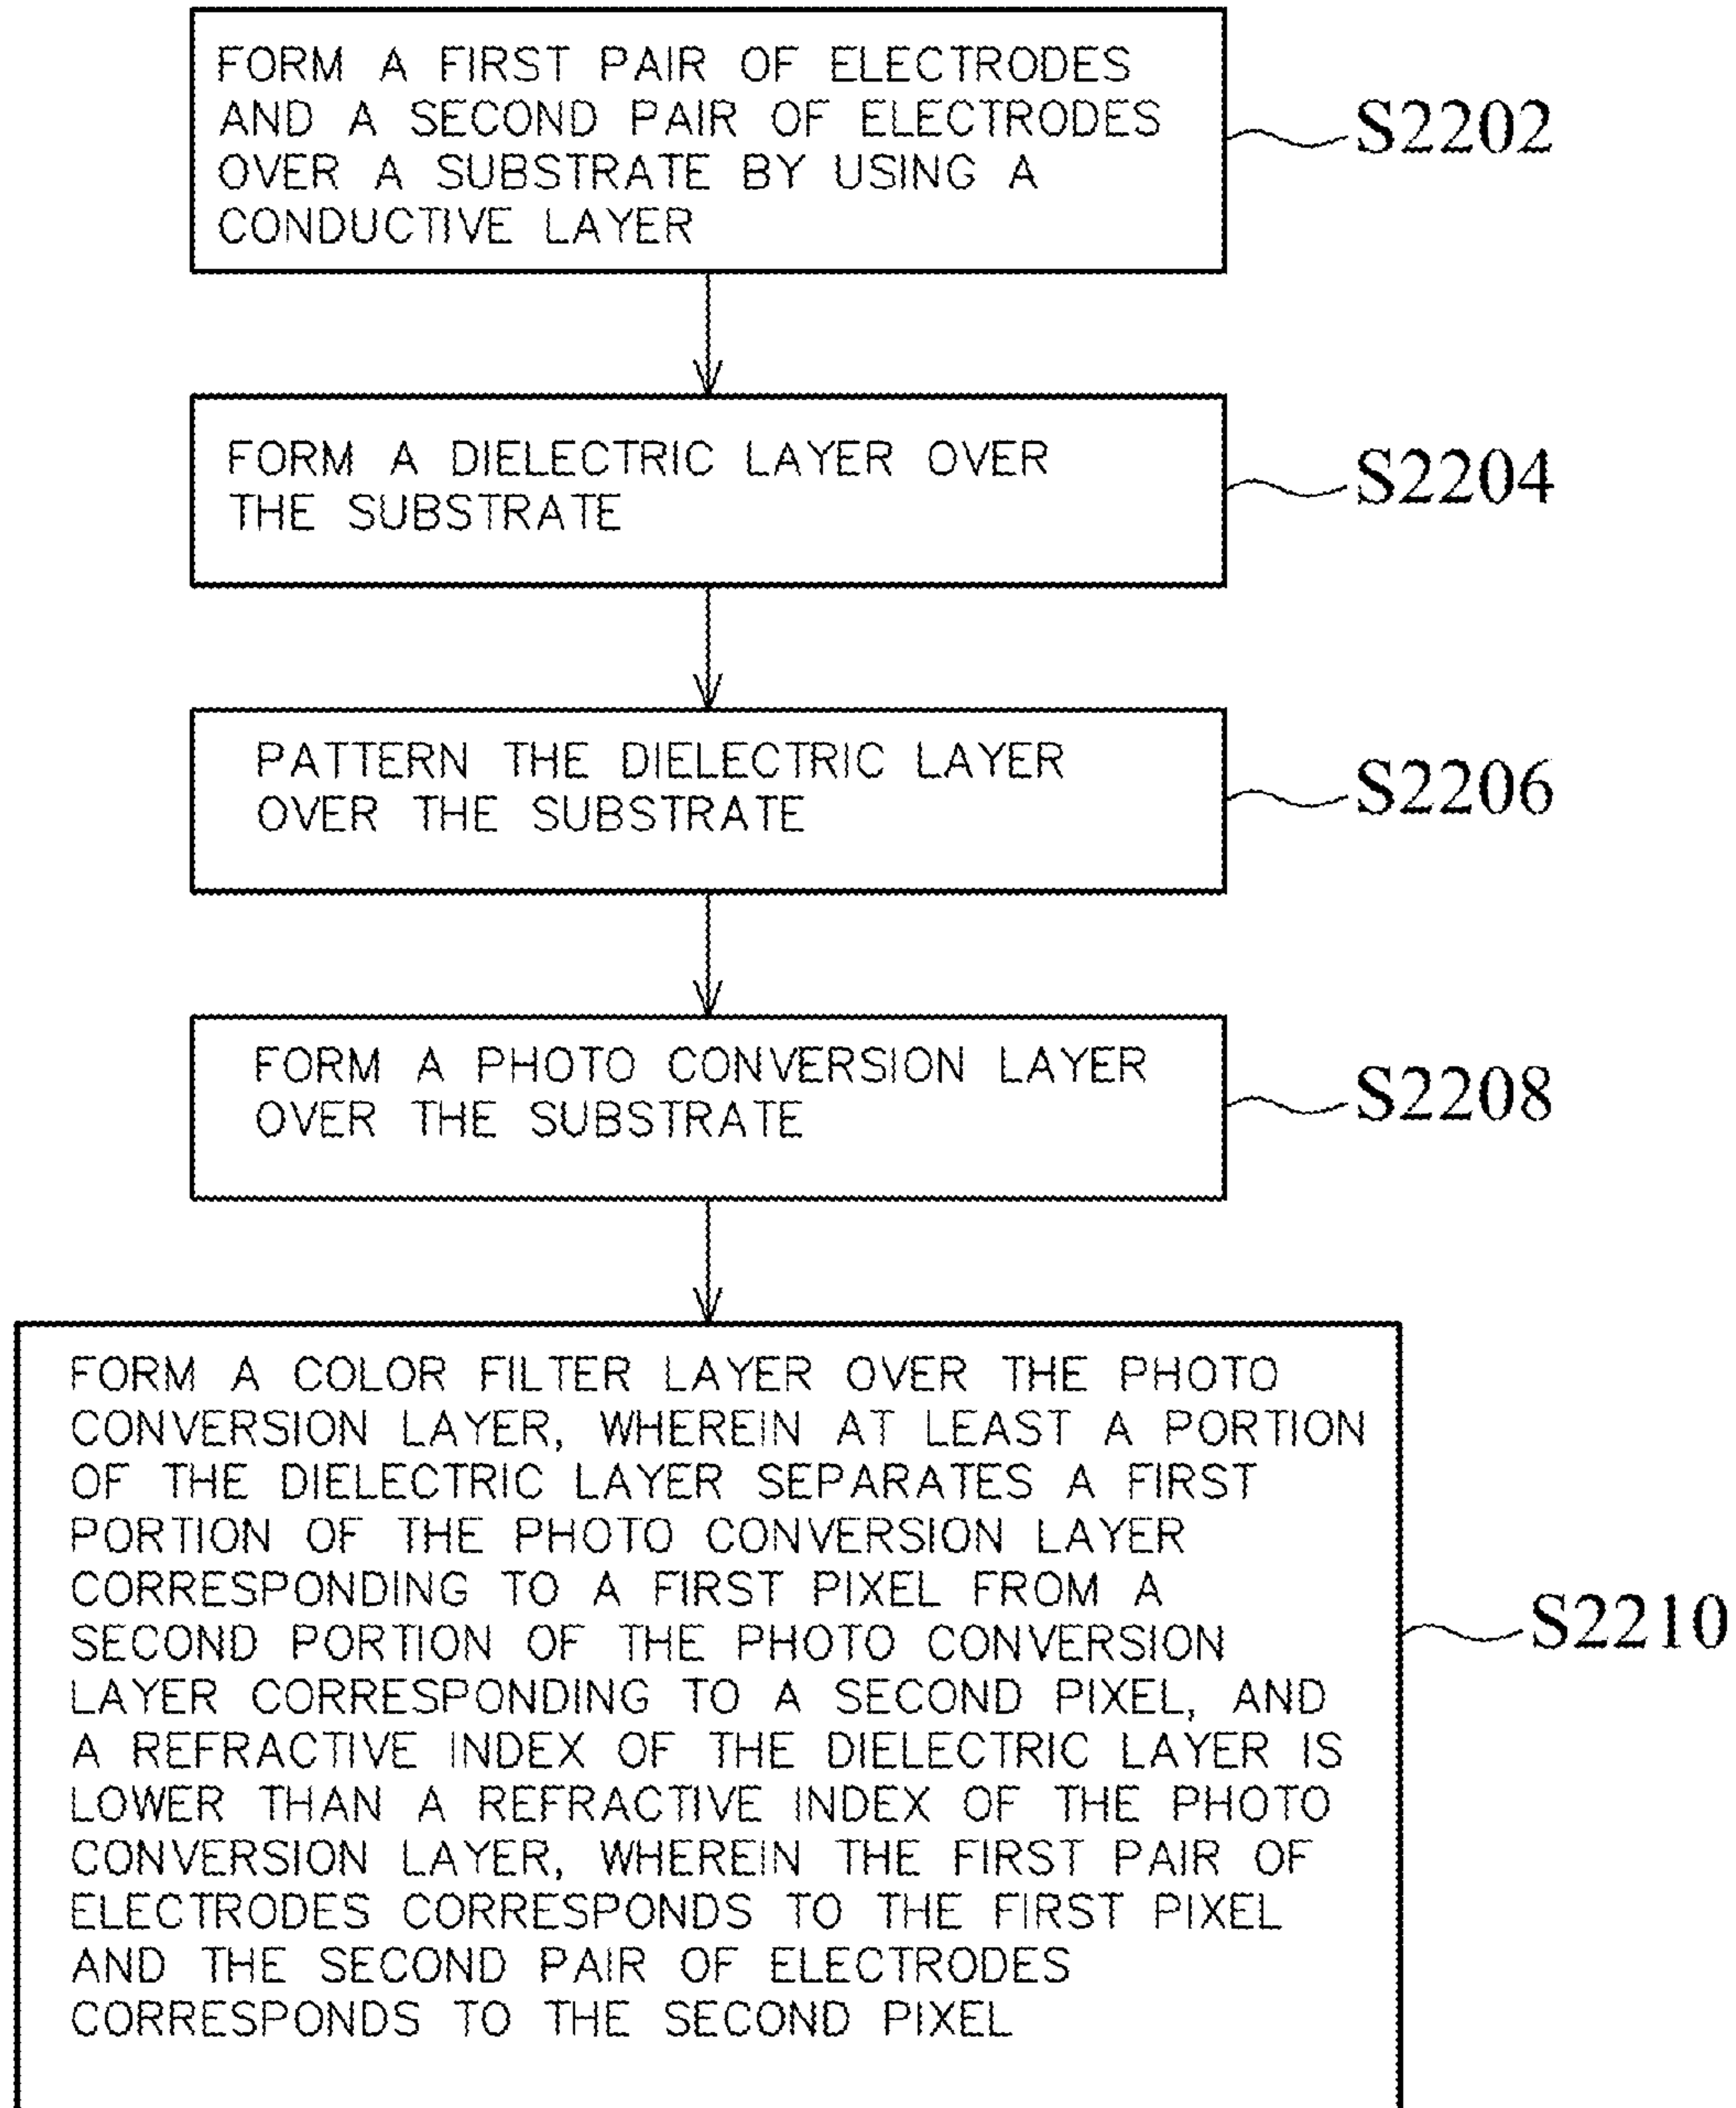 FORM A FIRST PAIR OF ELECTRODES
AND A SECOND PAIR OF ELECTRODES
OVER A SUBSTRATE BY USING A
CONDUCTIVE LAYER
S2202
FORM A DIELECTRIC LAYER OVER
THE SUBSTRATE
S2204
PATTERN THE DIELECTRIC LAYER
OVER THE SUBSTRATE
S2206
FORM A PHOTO CONVERSION LAYER
OVER THE SUBSTRATE
S2208
FORM A COLOR FILTER LAYER OVER THE PHOTO
CONVERSION LAYER, WHEREIN AT LEAST A PORTION
OF THE DIELECTRIC LAYER SEPARATES A FIRST
PORTION OF THE PHOTO CONVERSION LAYER
CORRESPONDING TO A FIRST PIXEL FROM A
SECOND PORTION OF THE PHOTO CONVERSION
LAYER CORRESPONDING TO A SECOND PIXEL, AND
A REFRACTIVE INDEX OF THE DIELECTRIC LAYER IS
LOWER THAN A REFRACTIVE INDEX OF THE PHOTO
CONVERSION LAYER, WHEREIN THE FIRST PAIR OF
ELECTRODES CORRESPONDS TO THE FIRST PIXEL
AND THE SECOND PAIR OF ELECTRODES
CORRESPONDS TO THE SECOND PIXEL
S2210